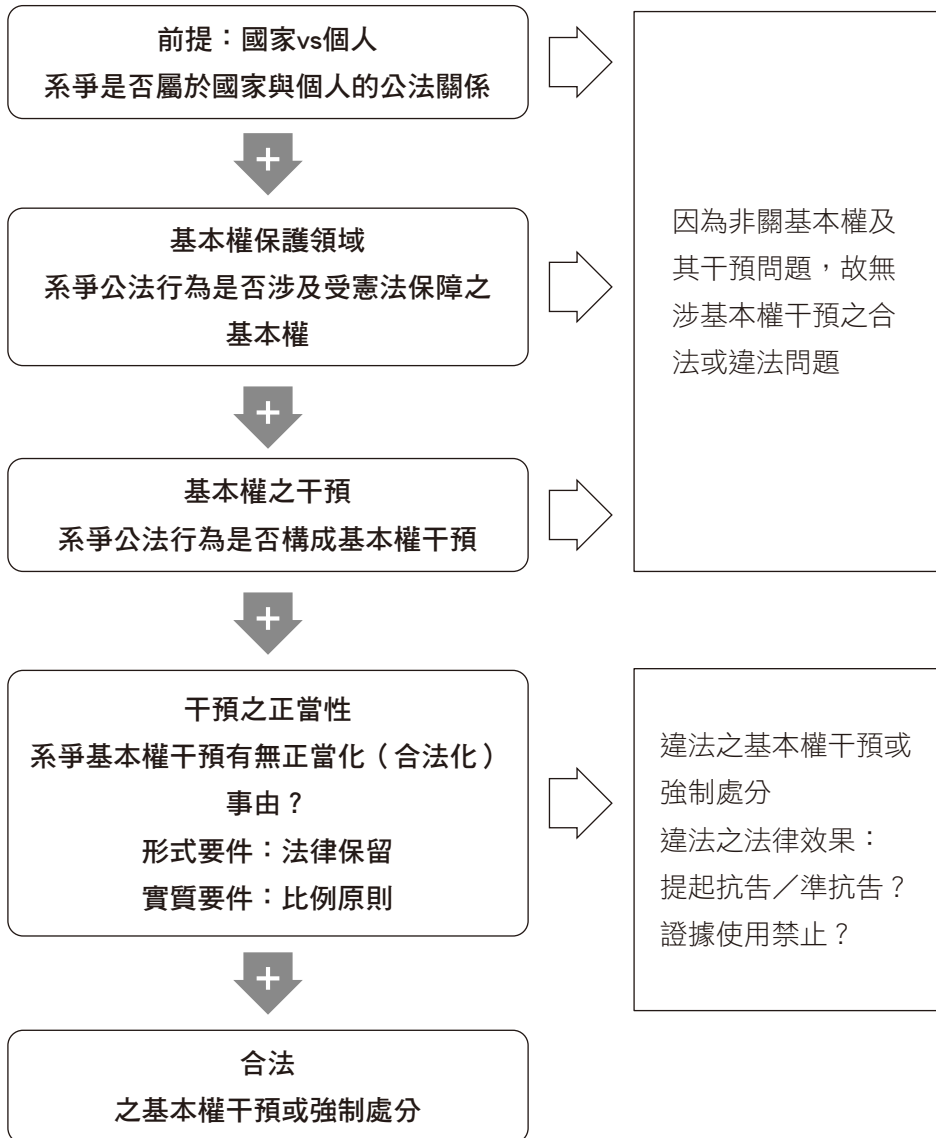 前提：國家vs個人
系爭是否屬於國家與個人的公法關係
+
基本權保護領域
系爭公法行為是否涉及受憲法保障之
基本權
+
基本權之干預
系爭公法行為是否構成基本權干預
因為非關基本權及
其干預問題，故無
涉基本權干預之合
法或違法問題
+
干預之正當性
系爭基本權干預有無正當化（合法化）
事由？
形式要件：法律保留
實質要件：比例原則
違法之基本權干預或
強制處分
違法之法律效果：
提起抗告／準抗告？
證據使用禁止？
+
合法
之基本權干預或強制處分